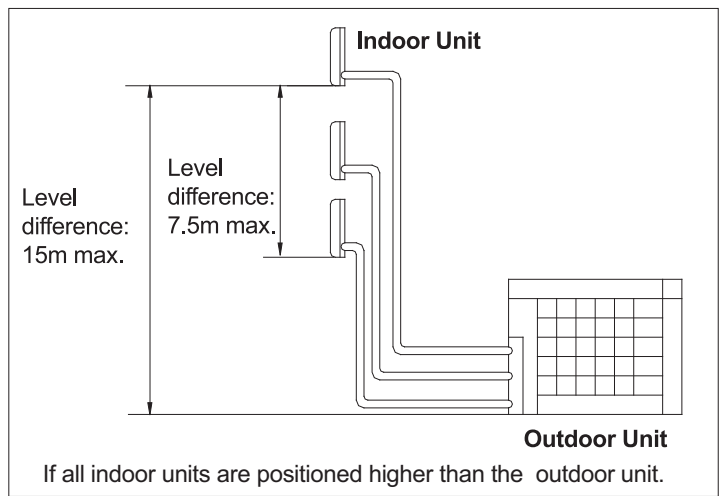 Indoor Unit
Level
difference:
7.5m max.
Level
difference:
15m max.
Outdoor Unit
If all indoor units are positioned higher than the outdoor unit.